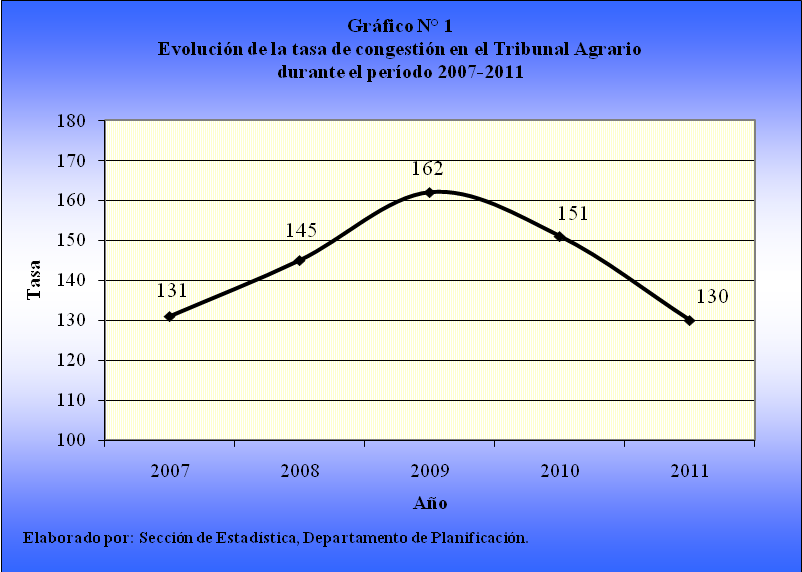 Gráfico N° 1
Evolución de la tasa de congestión en el Tribunal Agrario
durante el período 2007-2011
180
170
160
150
140
130
120
110
100
Tasa
131
145
162
151
130
2007 2008 2009 2010 2011
Año
Elaborado por: Sección de Estadística, Departamento de Planificación.